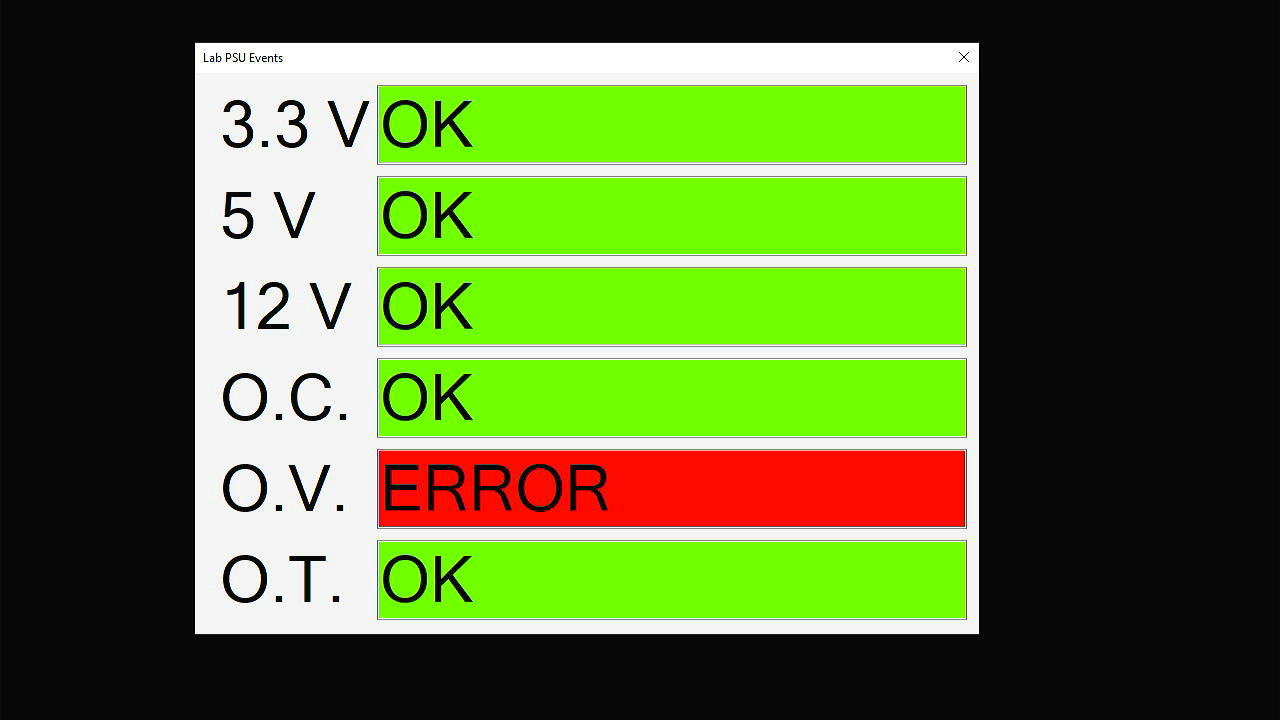 Lab PSU Events
3.3 V OK
5 V OK
12 V OK
O.C. OK
O.V. ERROR
O.T. OK